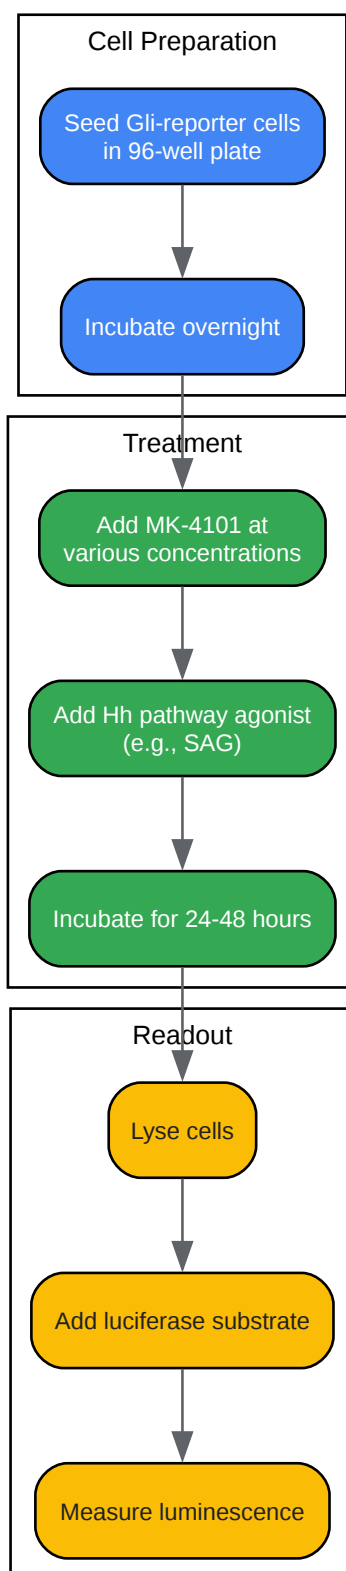 Cell Preparation
Seed Gli-reporter cells
in 96-well plate
Incubate overnight
Treatment
Add MK-4101 at
various concentrations
Add Hh pathway agonist
(e.g., SAG)
Incubate for 24-48 hours
Readout
Lyse cells
Add luciferase substrate
Measure luminescence